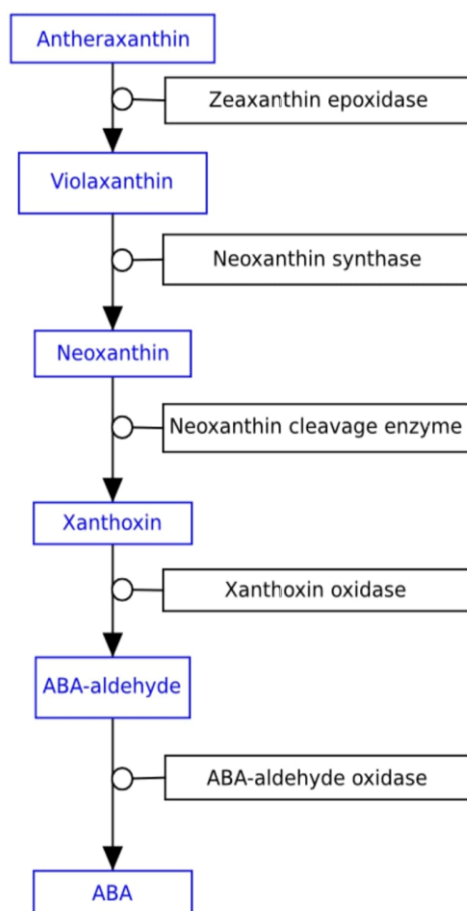 Antheraxanthin
Zeaxanthin epoxidase
Violaxanthin
Neoxanthin synthase
Neoxanthin
Neoxanthin cleavage enzyme
Xanthoxin
Xanthoxin oxidase
ABA-aldehyde
ABA-aldehyde oxidase
ABA